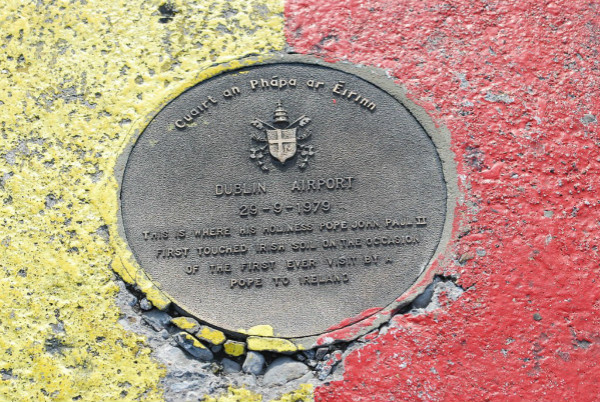 Cuairt an Phápa ar Éirinn
DUBLIN AIRPORT
29-9-1979
THIS IS WHERE HIS HOLINESS POPE JOHN PAUL II
FIRST TOUCHED IRISH SOIL ON THE OCCASION
OF THE FIRST EVER VISIT BY A
POPE TO IRELAND